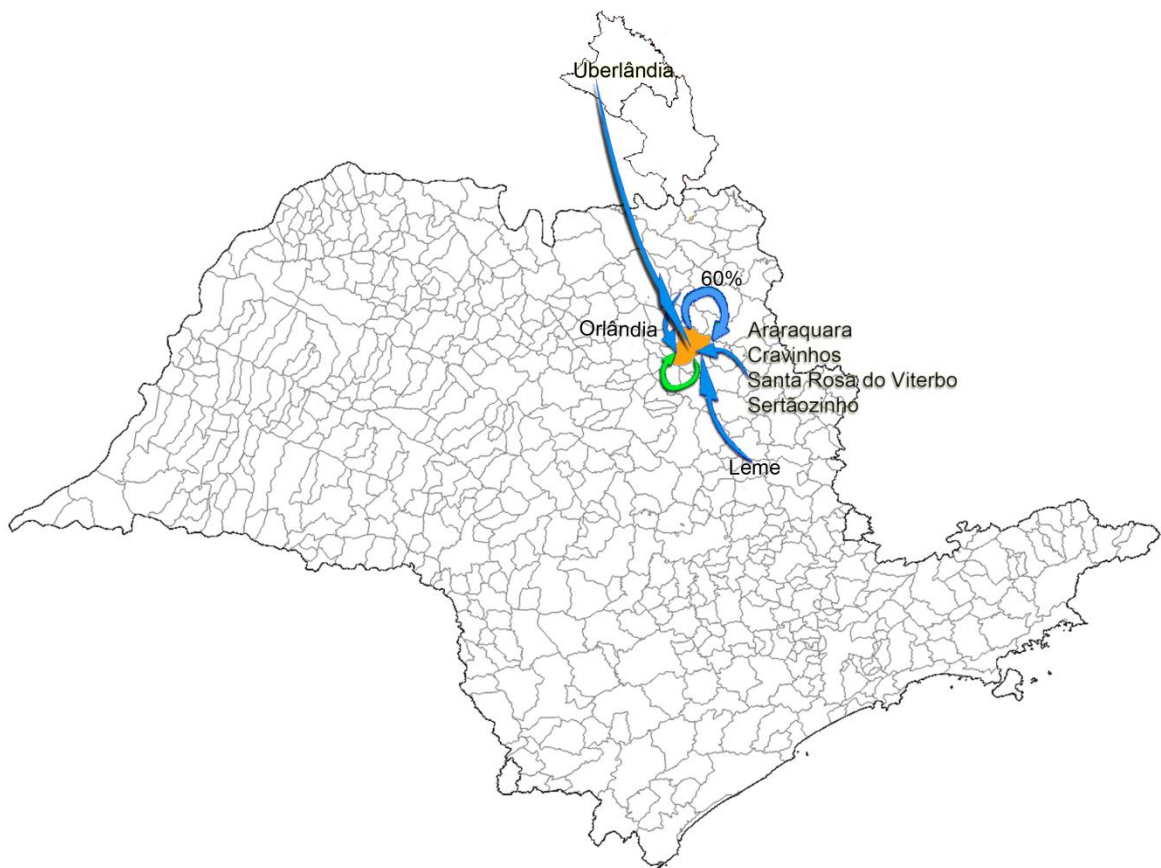 Uberlândia
60%
Orlândia
Araraquara
Cravinhos
Santa Rosa do Viterbo
Sertãozinho
Leme